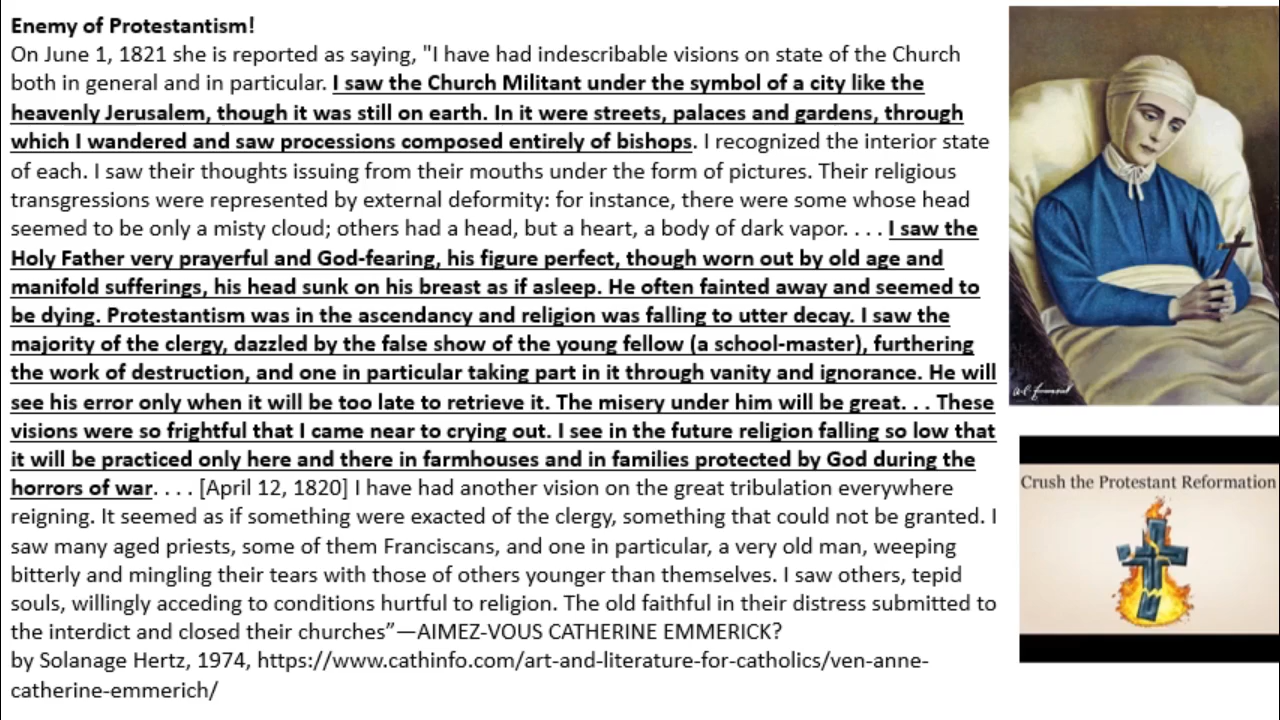 Enemy of Protestantism!
On June 1, 1821 she is reported as saying, "I have had indescribable visions on state of the Church
both in general and in particular. I saw the Church Militant under the symbol of a city like the
heavenly Jerusalem, though it was still on earth. In it were streets, palaces and gardens, through
which I wandered and saw processions composed entirely of bishops. I recognized the interior state
of each. I saw their thoughts issuing from their mouths under the form of pictures. Their religious
transgressions were represented by external deformity: for instance, there were some whose head
seemed to be only a misty cloud; others had a head, but a heart, a body of dark vapor. . . . I saw the
Holy Father very prayerful and God-fearing, his figure perfect, though worn out by old age and
manifold sufferings, his head sunk on his breast as if asleep. He often fainted away and seemed to
be dying. Protestantism was in the ascendancy and religion was falling to utter decay. I saw the
majority of the clergy, dazzled by the false show of the young fellow (a school-master), furthering
the work of destruction, and one in particular taking part in it through vanity and ignorance. He will
see his error only when it will be too late to retrieve it. The misery under him will be great. . . These
visions were so frightful that I came near to crying out. I see in the future religion falling so low that
it will be practiced only here and there in farmhouses and in families protected by God during the
horrors of war. . . . [April 12, 1820] I have had another vision on the great tribulation everywhere
reigning. It seemed as if something were exacted of the clergy, something that could not be granted. I
saw many aged priests, some of them Franciscans, and one in particular, a very old man, weeping
bitterly and mingling their tears with those of others younger than themselves. I saw others, tepid
souls, willingly acceding to conditions hurtful to religion. The old faithful in their distress submitted to
the interdict and closed their churches”—AIMEZ-VOUS CATHERINE EMMERICK?
by Solanage Hertz, 1974, https://www.cathinfo.com/art-and-literature-for-catholics/ven-anne-
catherine-emmerich/
Crush the Protestant Reformation